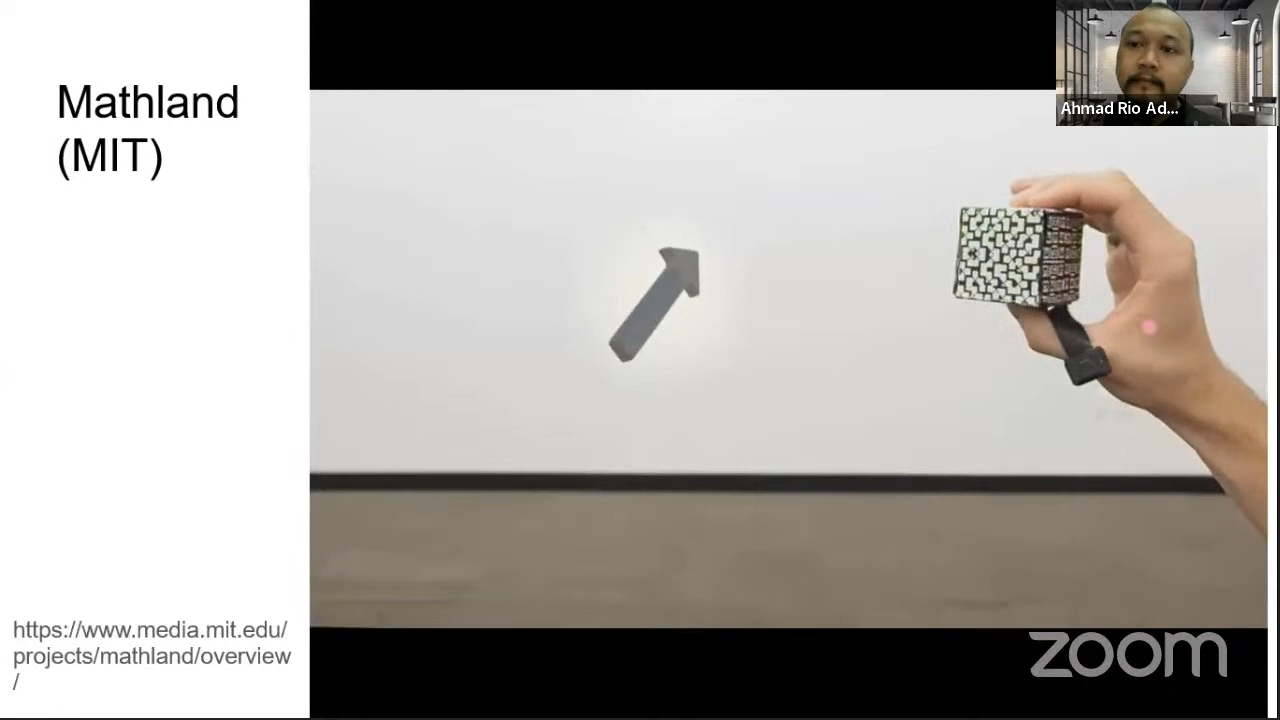 Mathland
(MIT)
Ahmad Rio Ad...
https://www.media.mit.edu/
projects/mathland/overview
/
zoom